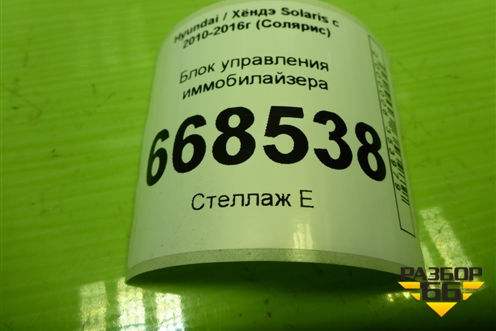 Hyundai / Хёндэ Solaris с
2010-2016г (Солярис)
Блок управления
иммобилайзера
668538
Стеллаж Е
РАЗБОР
66